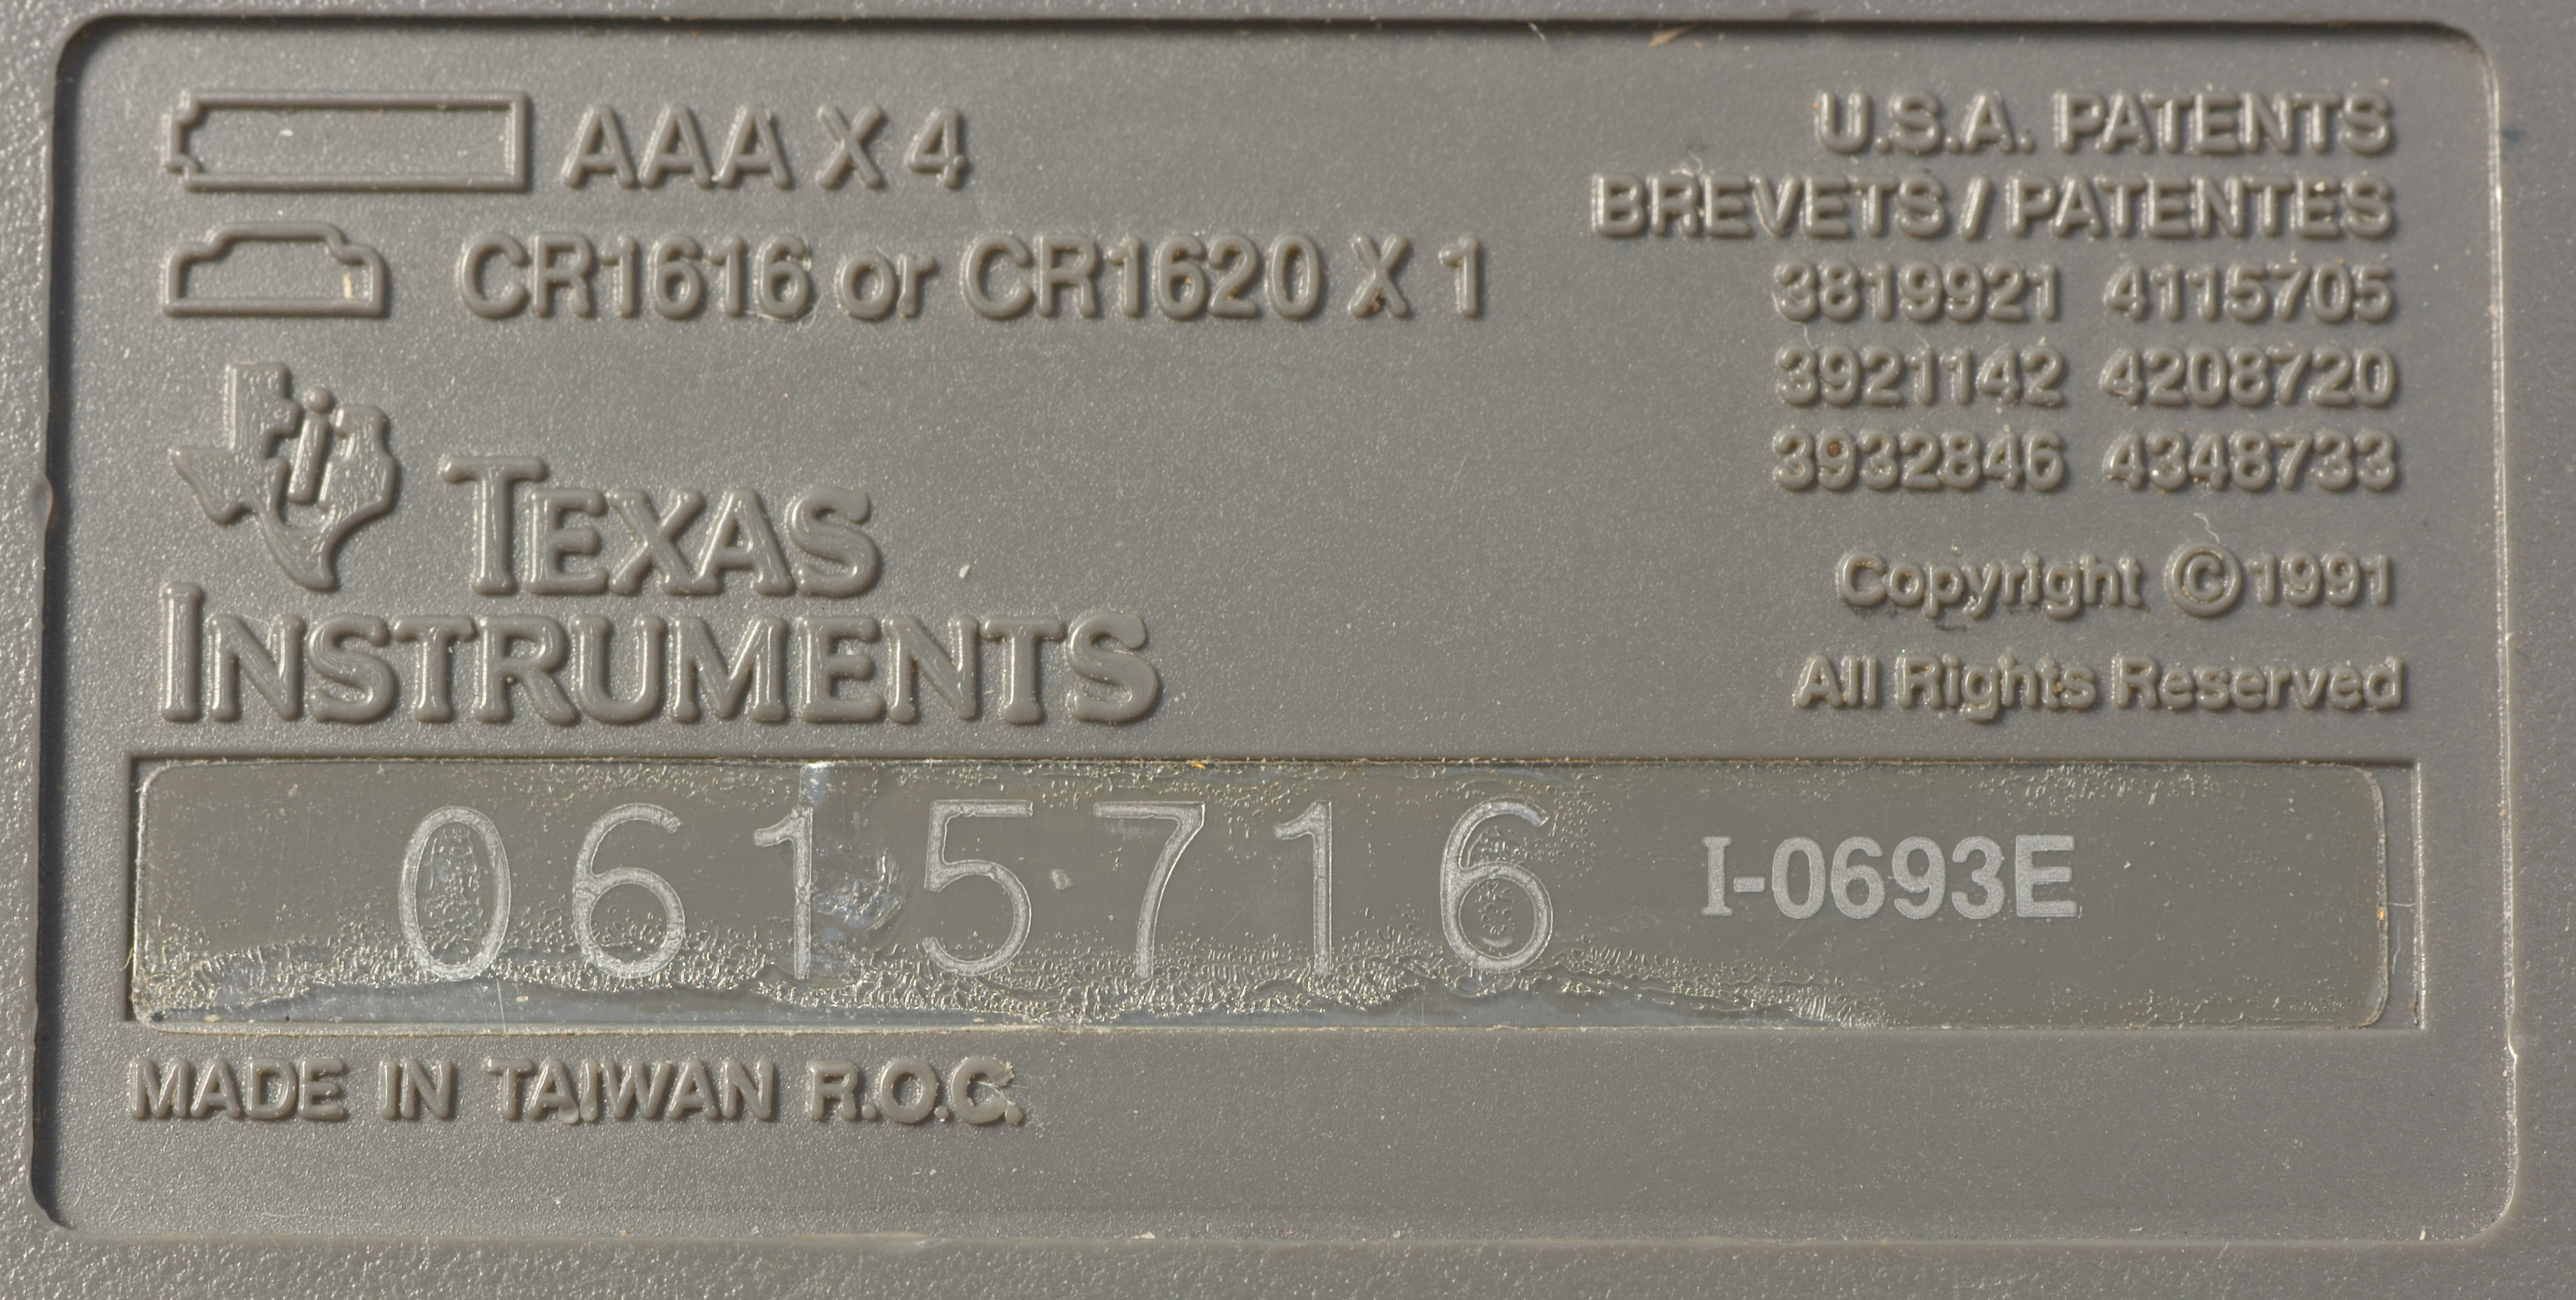 AAA X 4
CR1616 or CR1620 X 1
TEXAS
INSTRUMENTS
U.S.A. PATENTS
BREVETS / PATENTES
3819921 4115705
3921142 4208720
3932846 4348733
Copyright © 1991
All Rights Reserved
0615716 I-0693E
MADE IN TAIWAN R.O.C.